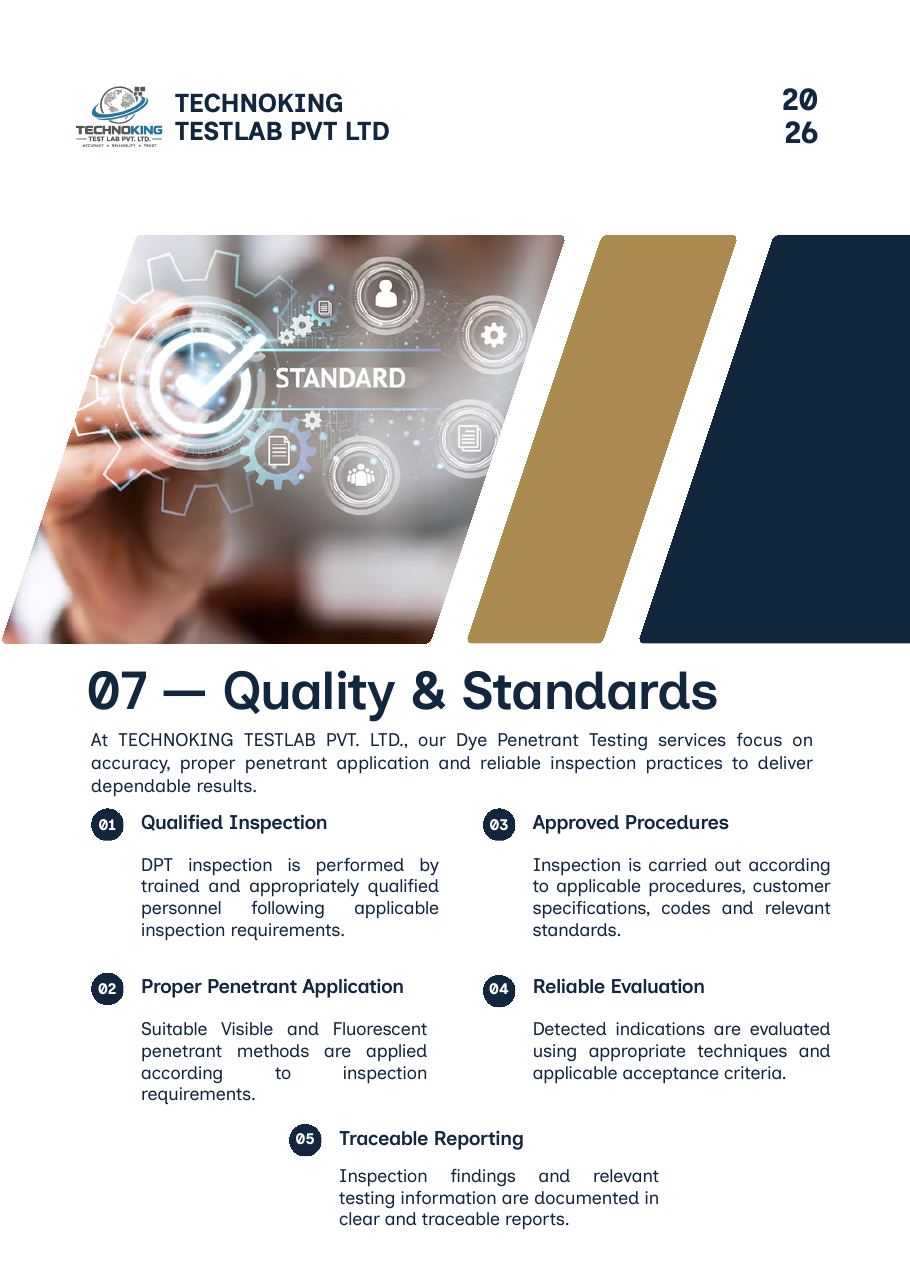 TECHNOKING
TEST LAB PVT. LTD.
ACCURACY • RELIABILITY • TRUST
TECHNOKING
TESTLAB PVT LTD
20
26
STANDARD
07 — Quality & Standards
At TECHNOKING TESTLAB PVT. LTD., our Dye Penetrant Testing services focus on
accuracy, proper penetrant application and reliable inspection practices to deliver
dependable results.
01 Qualified Inspection
DPT inspection is performed by
trained and appropriately qualified
personnel following applicable
inspection requirements.
02 Proper Penetrant Application
Suitable Visible and Fluorescent
penetrant methods are applied
according to inspection
requirements.
03 Approved Procedures
Inspection is carried out according
to applicable procedures, customer
specifications, codes and relevant
standards.
04 Reliable Evaluation
Detected indications are evaluated
using appropriate techniques and
applicable acceptance criteria.
05 Traceable Reporting
Inspection findings and relevant
testing information are documented in
clear and traceable reports.